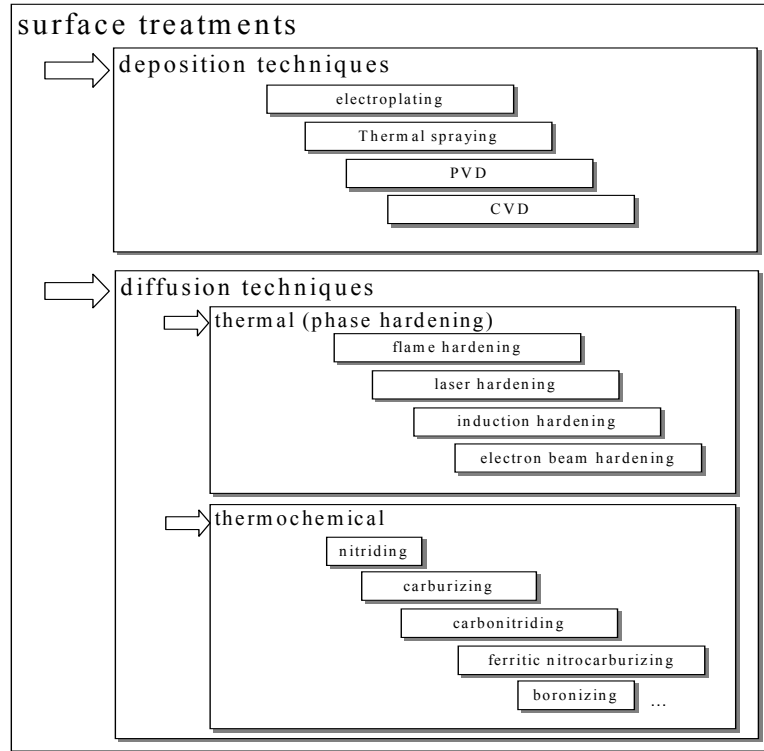 surface treatments
deposition techniques
electroplating
Thermal spraying
PVD
CVD
diffusion techniques
thermal (phase hardening)
flame hardening
laser hardening
induction hardening
electron beam hardening
thermochemical
nitriding
carburizing
carbonitriding
ferritic nitrocarburizing
boronizing ...